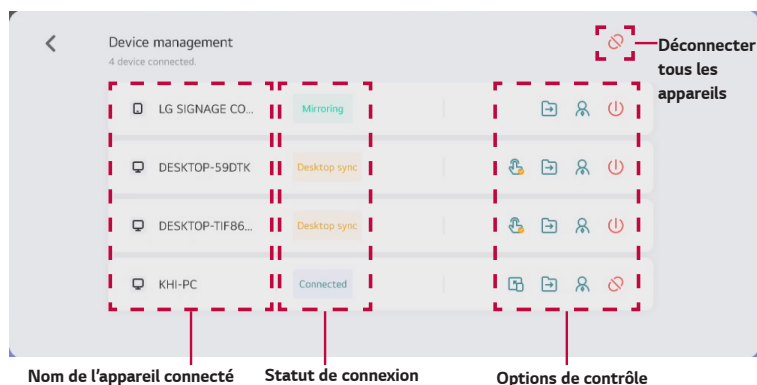 Device management
4 device connected.
Déconnecter
tous les
appareils
LG SIGNAGE CO... Mirroring
DESKTOP-59DTK Desktop sync
DESKTOP-TIF86... Desktop sync
KHI-PC Connected
Nom de l'appareil connecté Statut de connexion Options de contrôle